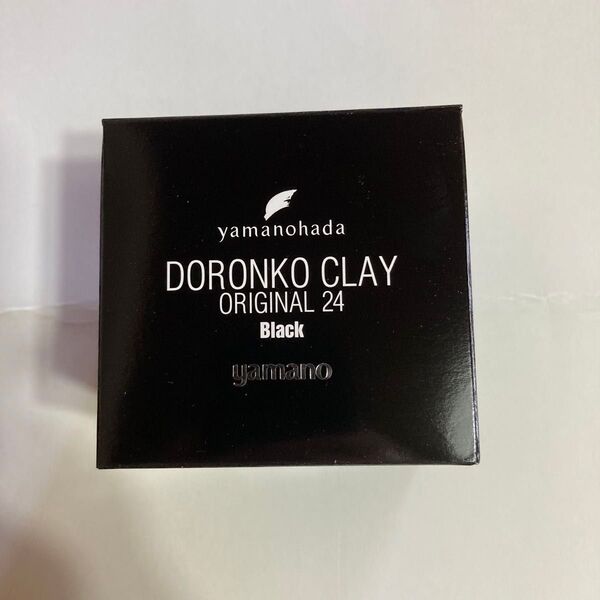 yamanohada
DORONKO CLAY
ORIGINAL 24
Black
yamano